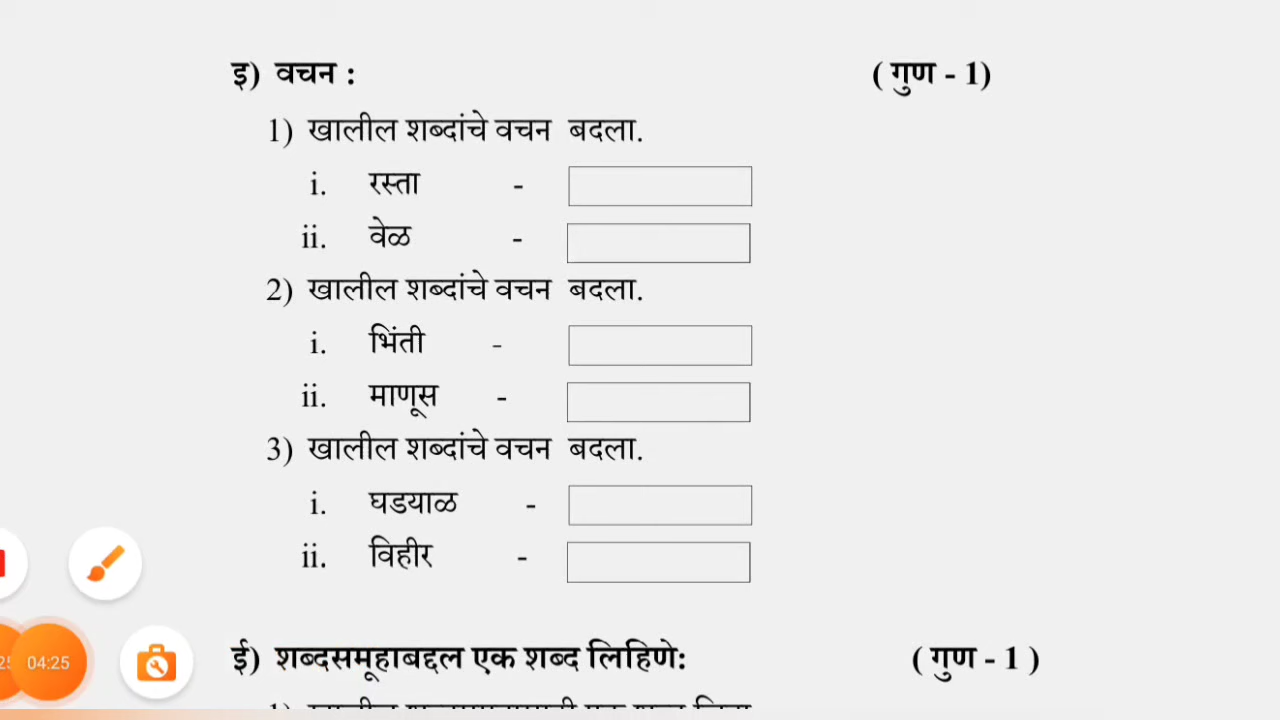 इ) वचन : ( गुण - 1)
1) खालील शब्दांचे वचन बदला.
i. रस्ता -
ii. वेळ -
2) खालील शब्दांचे वचन बदला.
i. भिंती -
ii. माणूस -
3) खालील शब्दांचे वचन बदला.
i. घडयाळ -
ii. विहीर -
04:25
ई) शब्दसमूहाबद्दल एक शब्द लिहिणे: ( गुण - 1 )